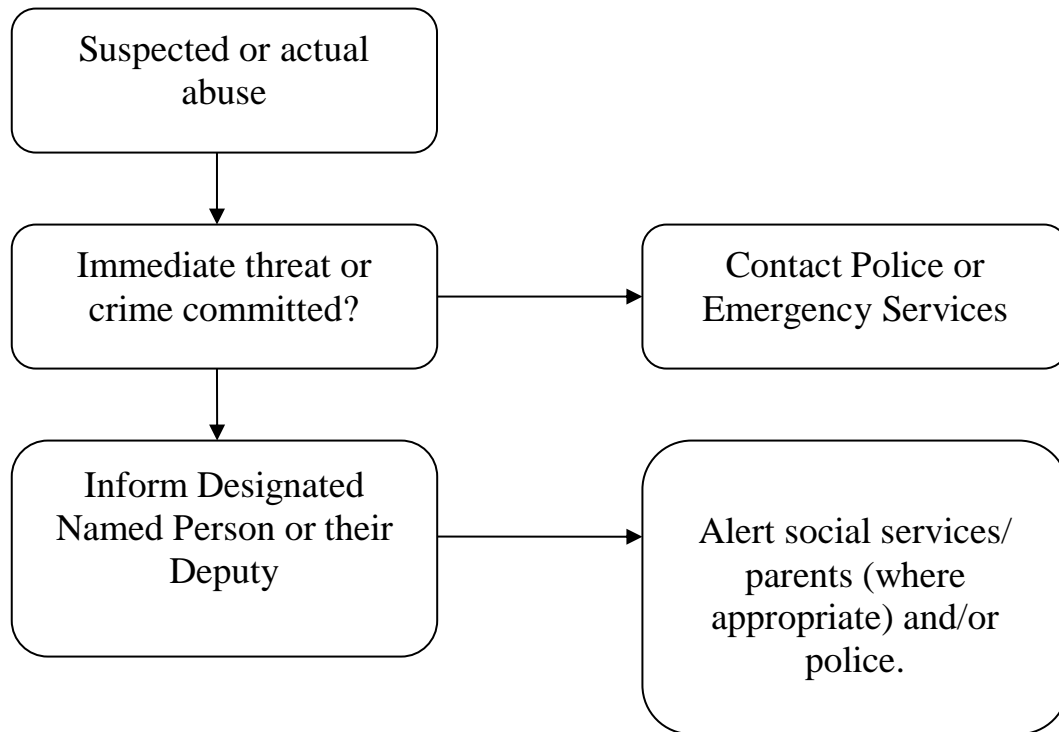 Suspected or actual
abuse
Immediate threat or
crime committed?
Contact Police or
Emergency Services
Inform Designated
Named Person or their
Deputy
Alert social services/
parents (where
appropriate) and/or
police.